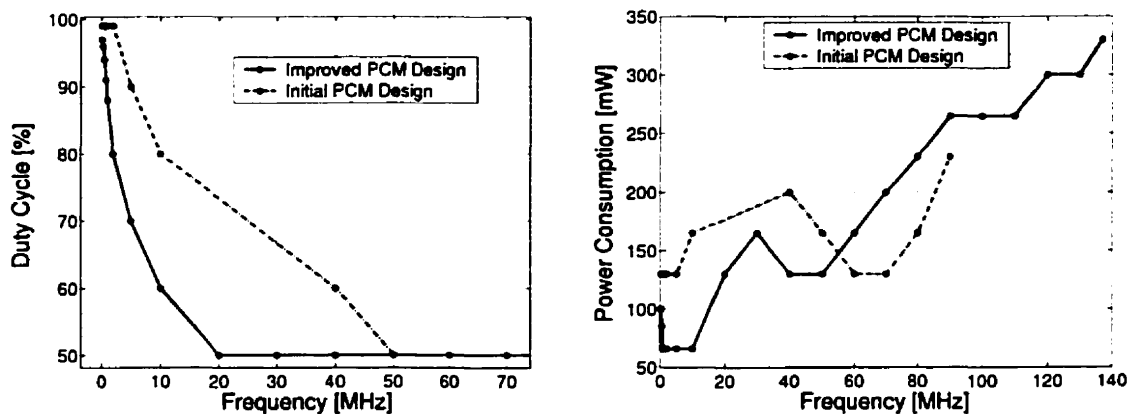 100
90
80
70
60
50
Duty Cycle [%]
0 10 20 30 40 50 60 70
Frequency [MHz]
Improved PCM Design
Initial PCM Design
350
300
250
200
150
100
50
Power Consumption [mW]
0 20 40 60 80 100 120 140
Frequency [MHz]
Improved PCM Design
Initial PCM Design